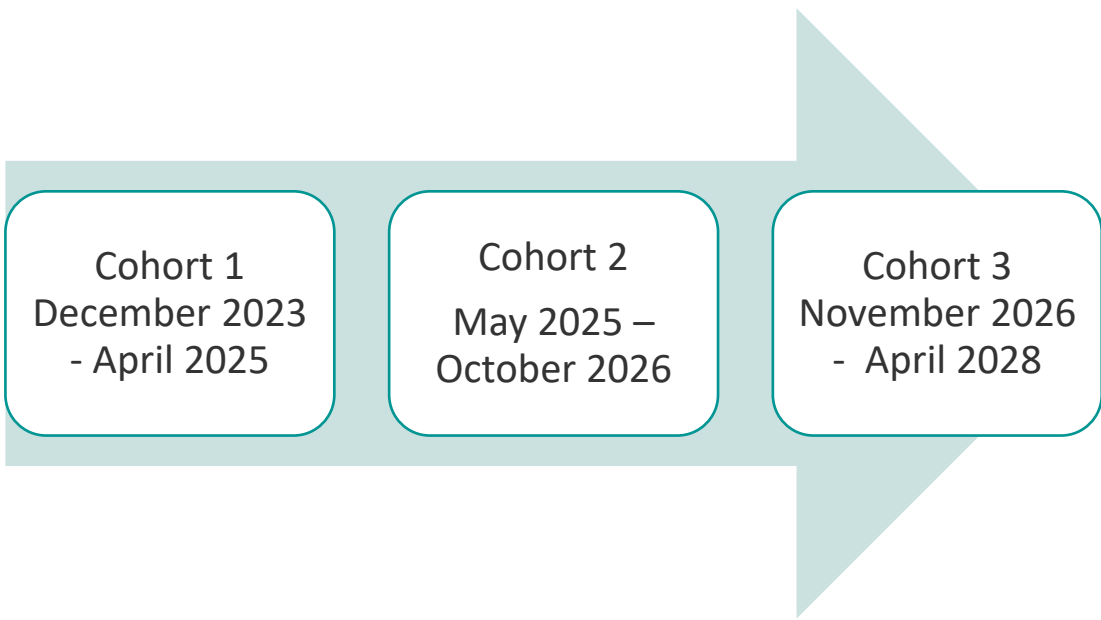 Cohort 1
December 2023
- April 2025
Cohort 2
May 2025 –
October 2026
Cohort 3
November 2026
-  April 2028